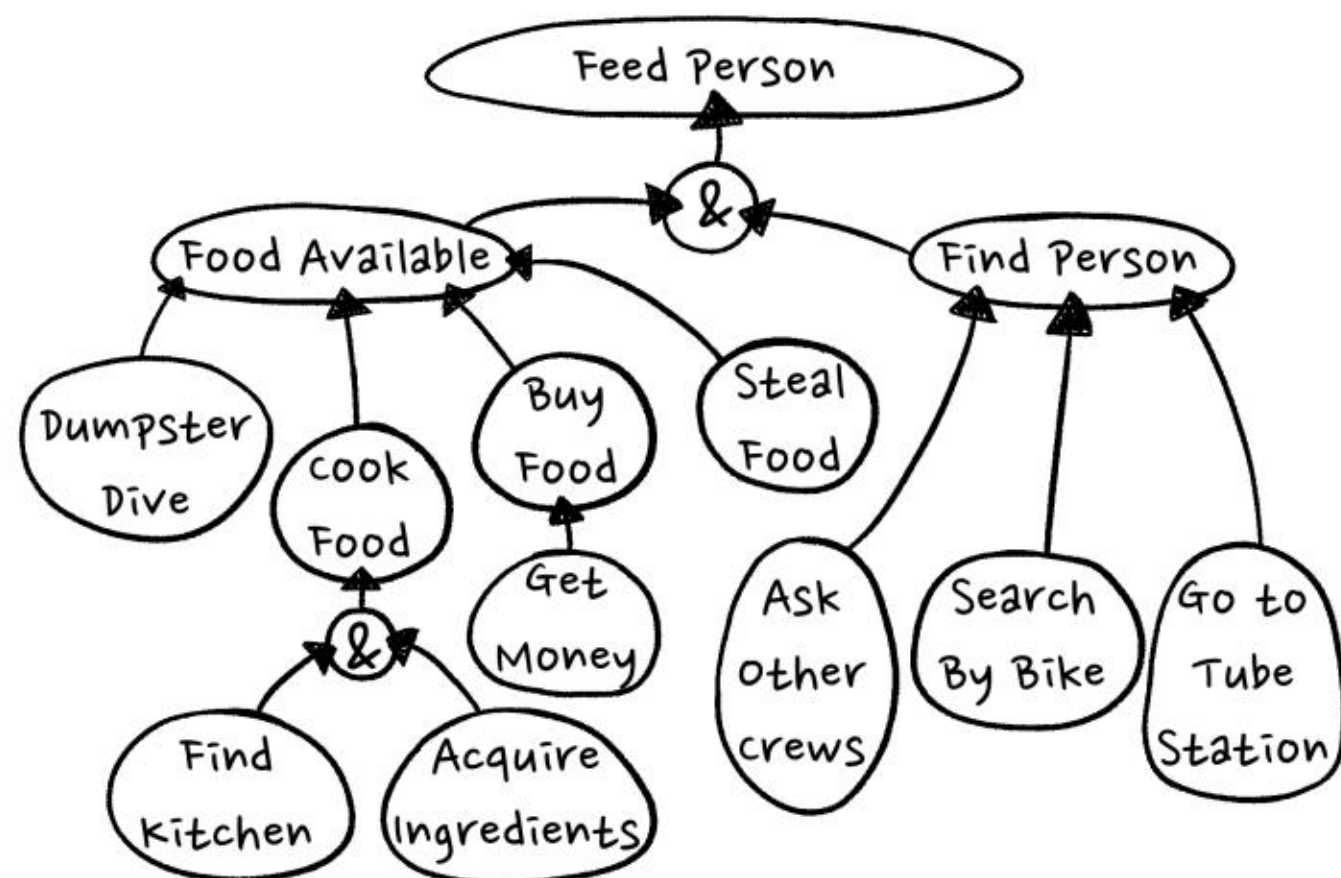 Feed Person
&
Food Available
Find Person
Dumpster
Dive
Cook
Food
Buy
Food
Steal
Food
Get
Money
Ask
Other
Crews
Search
By Bike
Go to
Tube
Station
&
Find
Kitchen
Acquire
Ingredients